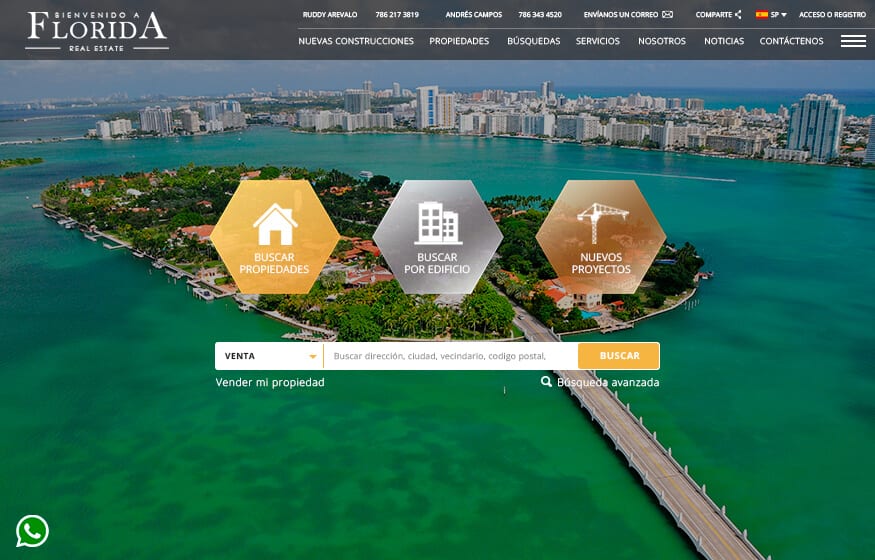 BIENVENIDO A
FLORIDA
REAL ESTATE
RUDDY AREVALO 786 217 3819 ANDRÉS CAMPOS 786 343 4520 ENVÍANOS UN CORREO COMPARTE SP ACCESO O REGISTRO
NUEVAS CONSTRUCCIONES PROPIEDADES BÚSQUEDAS SERVICIOS NOSOTROS NOTICIAS CONTÁCTENOS
BUSCAR
PROPIEDADES
BUSCAR
POR EDIFICIO
NUEVOS
PROYECTOS
VENTA Buscar dirección, ciudad, vecindario, codigo postal, BUSCAR
Vender mi propiedad Búsqueda avanzada